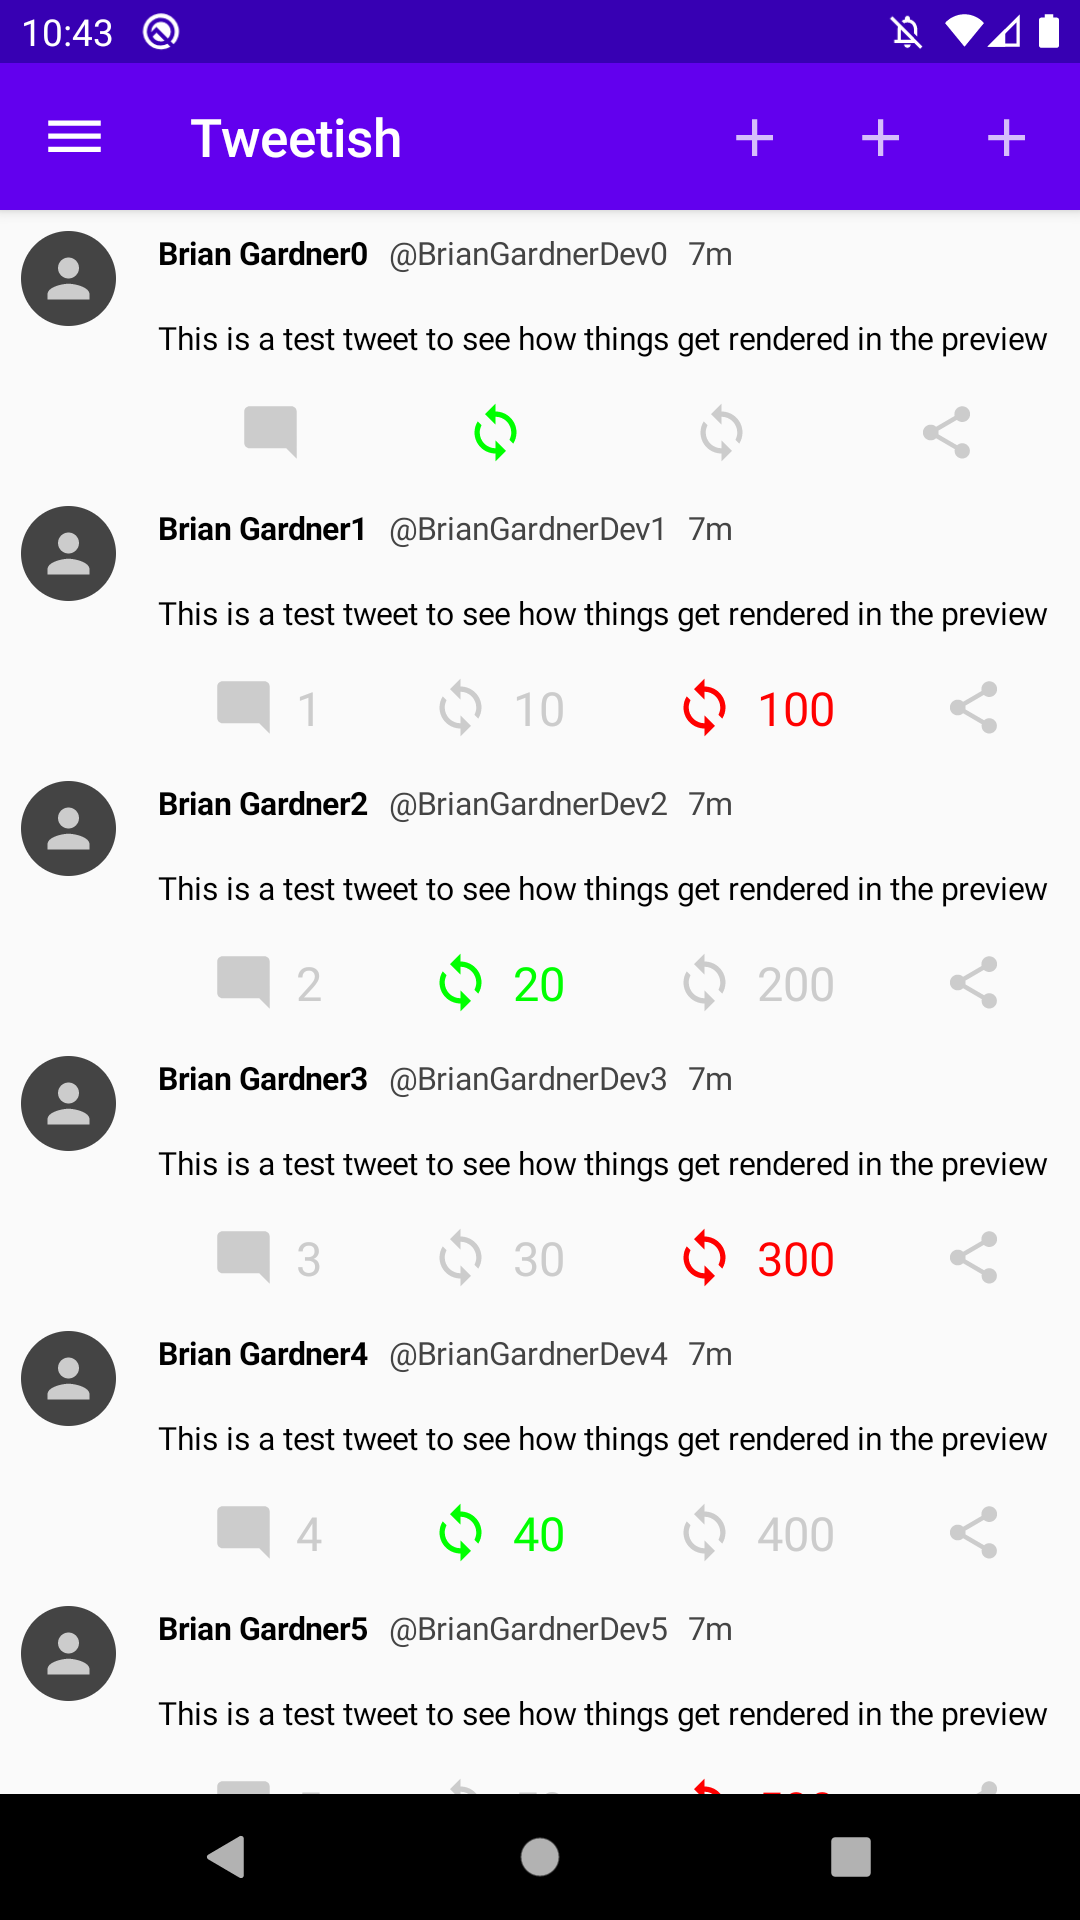 10:43
Tweetish
Brian Gardner0 @BrianGardnerDev0 7m
This is a test tweet to see how things get rendered in the preview
Brian Gardner1 @BrianGardnerDev1 7m
This is a test tweet to see how things get rendered in the preview
1 10 100
Brian Gardner2 @BrianGardnerDev2 7m
This is a test tweet to see how things get rendered in the preview
2 20 200
Brian Gardner3 @BrianGardnerDev3 7m
This is a test tweet to see how things get rendered in the preview
3 30 300
Brian Gardner4 @BrianGardnerDev4 7m
This is a test tweet to see how things get rendered in the preview
4 40 400
Brian Gardner5 @BrianGardnerDev5 7m
This is a test tweet to see how things get rendered in the preview